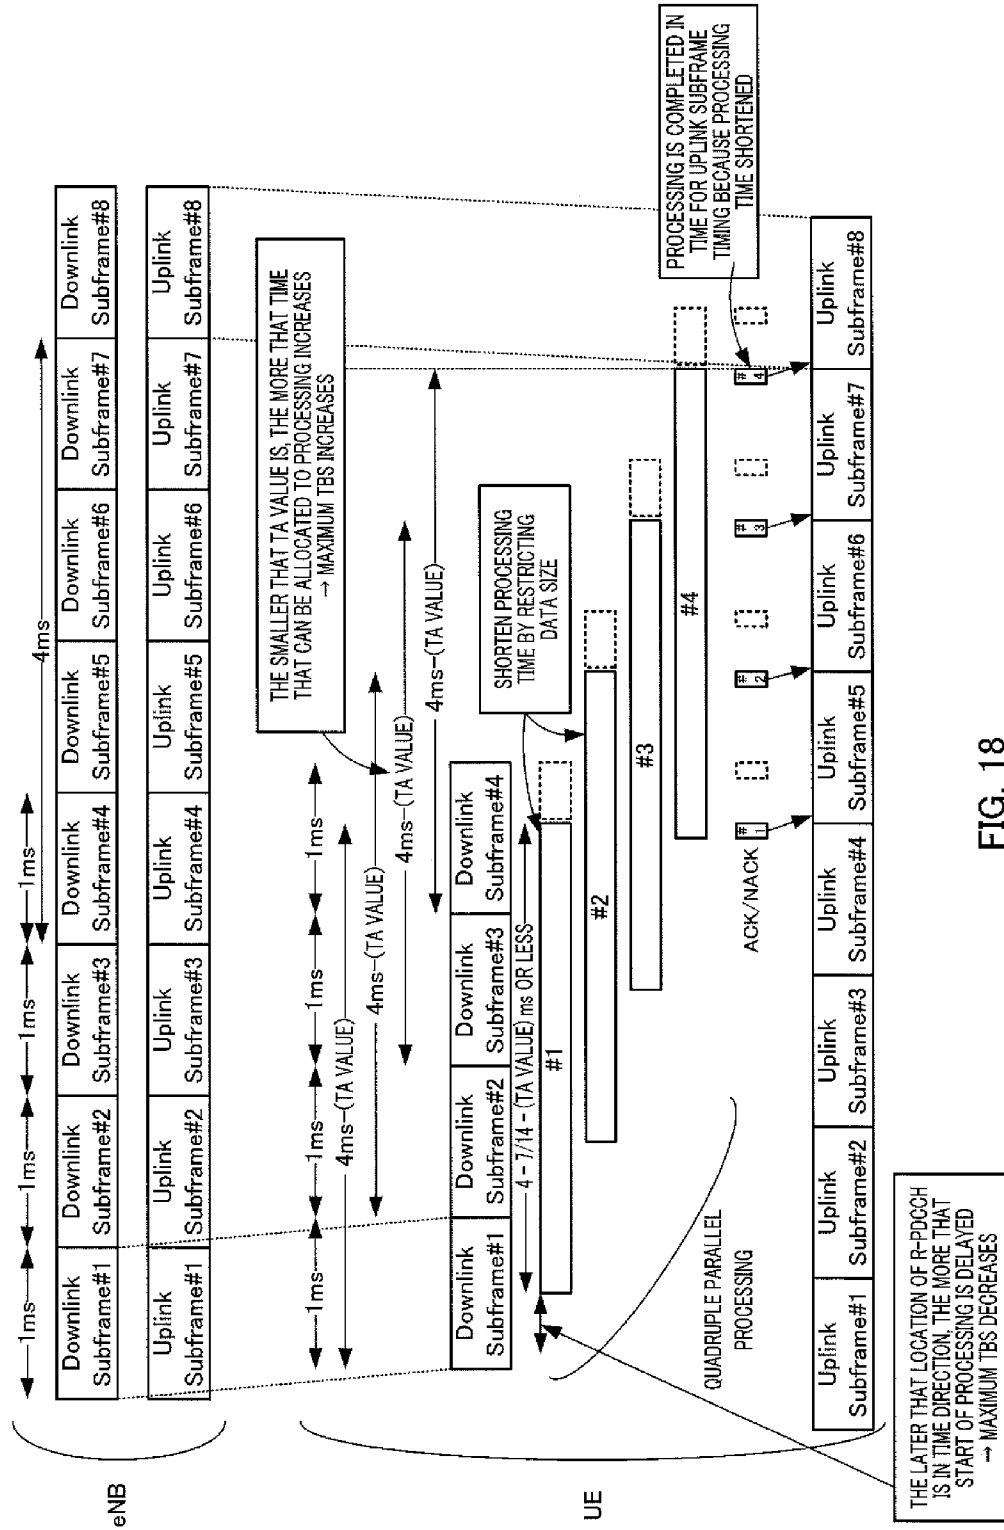 eNB
1ms
1ms
1ms
1ms
4ms
Downlink
Subframe#1
Downlink
Subframe#2
Downlink
Subframe#3
Downlink
Subframe#4
Downlink
Subframe#5
Downlink
Subframe#6
Downlink
Subframe#7
Downlink
Subframe#8
Uplink
Subframe#1
Uplink
Subframe#2
Uplink
Subframe#3
Uplink
Subframe#4
Uplink
Subframe#5
Uplink
Subframe#6
Uplink
Subframe#7
Uplink
Subframe#8
THE SMALLER THAT TA VALUE IS, THE MORE THAT TIME
THAT CAN BE ALLOCATED TO PROCESSING INCREASES
→ MAXIMUM TBS INCREASES
UE
1ms
1ms
1ms
1ms
4ms-(TA VALUE)
4ms-(TA VALUE)
4ms-(TA VALUE)
4ms-(TA VALUE)
Downlink
Subframe#1
Downlink
Subframe#2
Downlink
Subframe#3
Downlink
Subframe#4
SHORTEN PROCESSING
TIME BY RESTRICTING
DATA SIZE
4 - 7/14 - (TA VALUE) ms OR LESS
#1
#2
#3
#4
PROCESSING IS COMPLETED IN
TIME FOR UPLINK SUBFRAME
TIMING BECAUSE PROCESSING
TIME SHORTENED
QUADRUPLE PARALLEL
PROCESSING
ACK/NACK
#1
#2
#3
#4
Uplink
Subframe#1
Uplink
Subframe#2
Uplink
Subframe#3
Uplink
Subframe#4
Uplink
Subframe#5
Uplink
Subframe#6
Uplink
Subframe#7
Uplink
Subframe#8
THE LATER THAT LOCATION OF R-PDCCH
IS IN TIME DIRECTION, THE MORE THAT
START OF PROCESSING IS DELAYED
→ MAXIMUM TBS DECREASES
FIG. 18